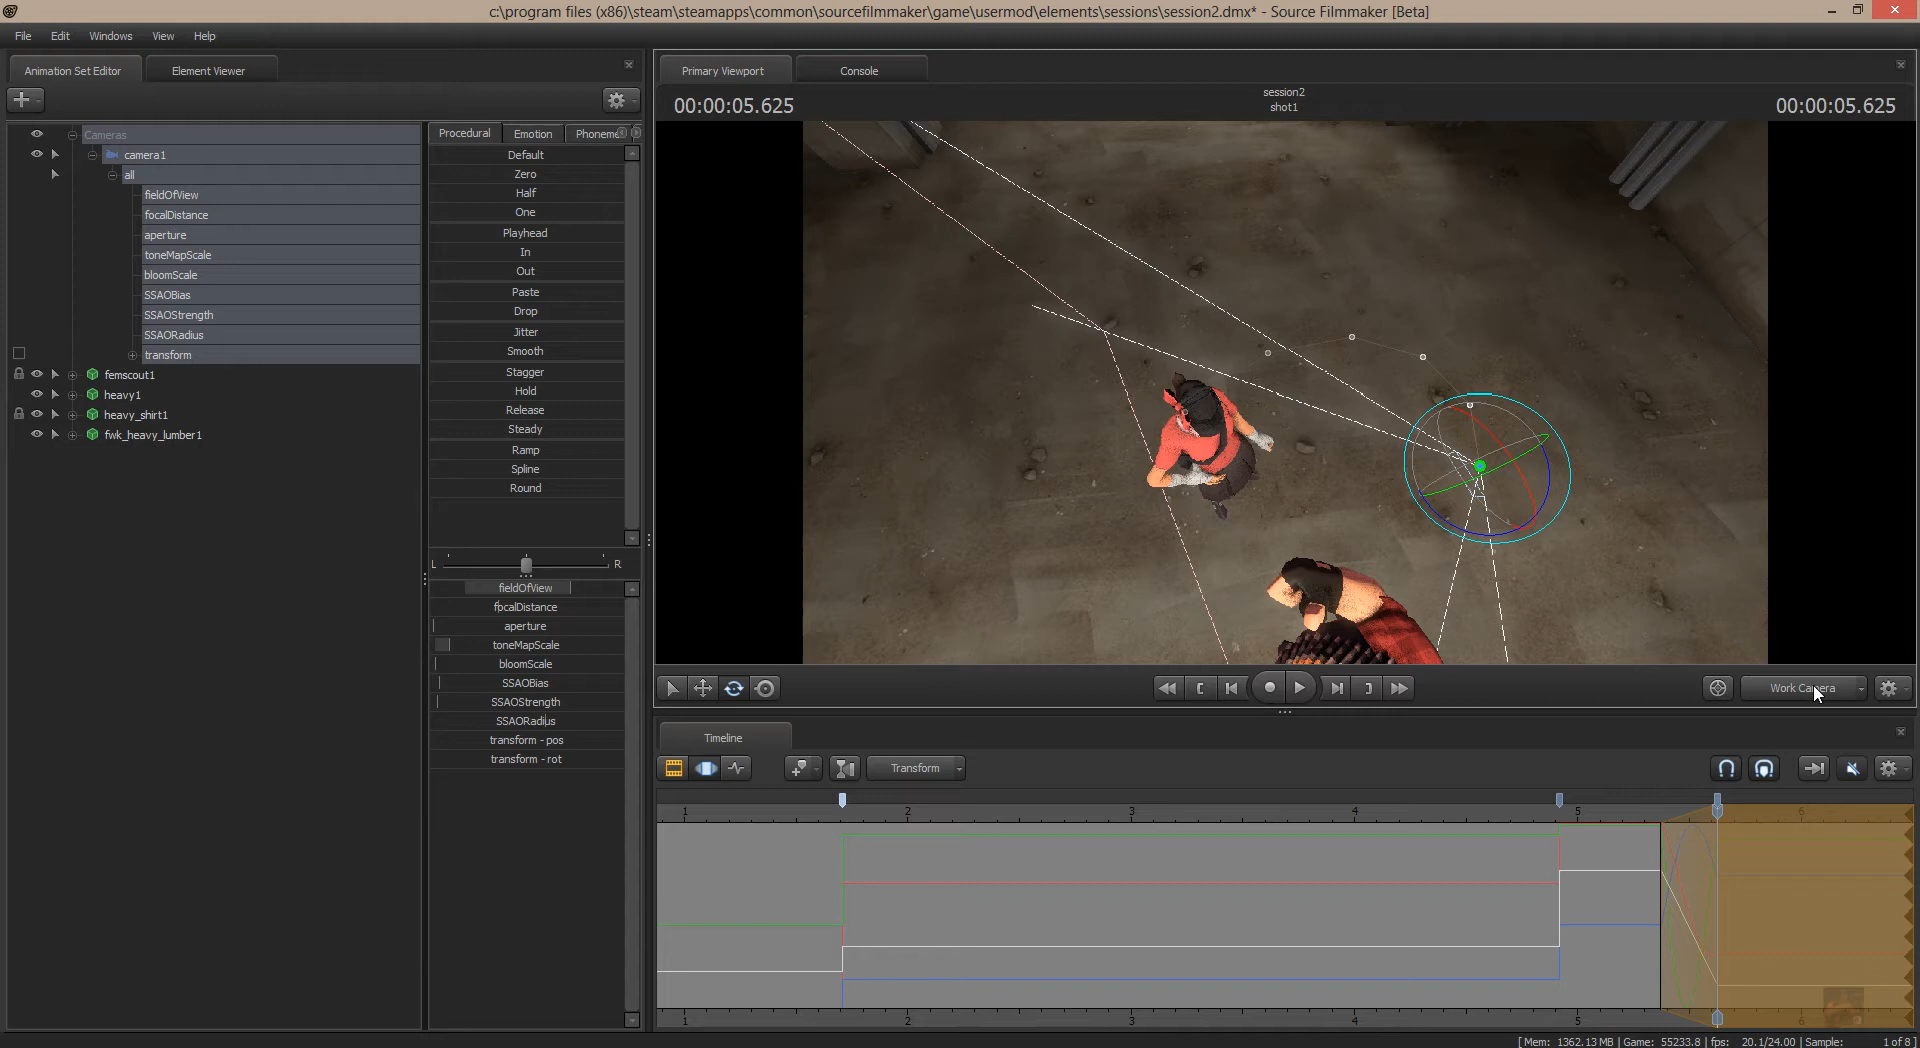 c:\program files (x86)\steam\steamapps\common\sourcefilmmaker\game\usermod\elements\sessions\session2.dmx* - Source Filmmaker [Beta]
File Edit Windows View Help
Animation Set Editor Element Viewer
Primary Viewport Console
00:00:05.625
session2
shot1
00:00:05.625
Cameras
camera1
all
fieldOfView
focalDistance
aperture
toneMapScale
bloomScale
SSAOBias
SSAOStrength
SSAORadius
transform
femscout1
heavy1
heavy_shirt1
fwk_heavy_lumber1
Procedural Emotion Phoneme
Default
Zero
Half
One
Playhead
In
Out
Paste
Drop
Jitter
Smooth
Stagger
Hold
Release
Steady
Ramp
Spline
Round
L R
fieldOfView
focalDistance
aperture
toneMapScale
bloomScale
SSAOBias
SSAOStrength
SSAORadius
transform - pos
transform - rot
Work Camera
Timeline
Transform
1 2 3 4 5 6
1 2 3 4 5 6
[ Mem: 1362.13 MB | Game: 55233.8 | fps: 20.1/24.00 | Sample: 1 of 8 ]